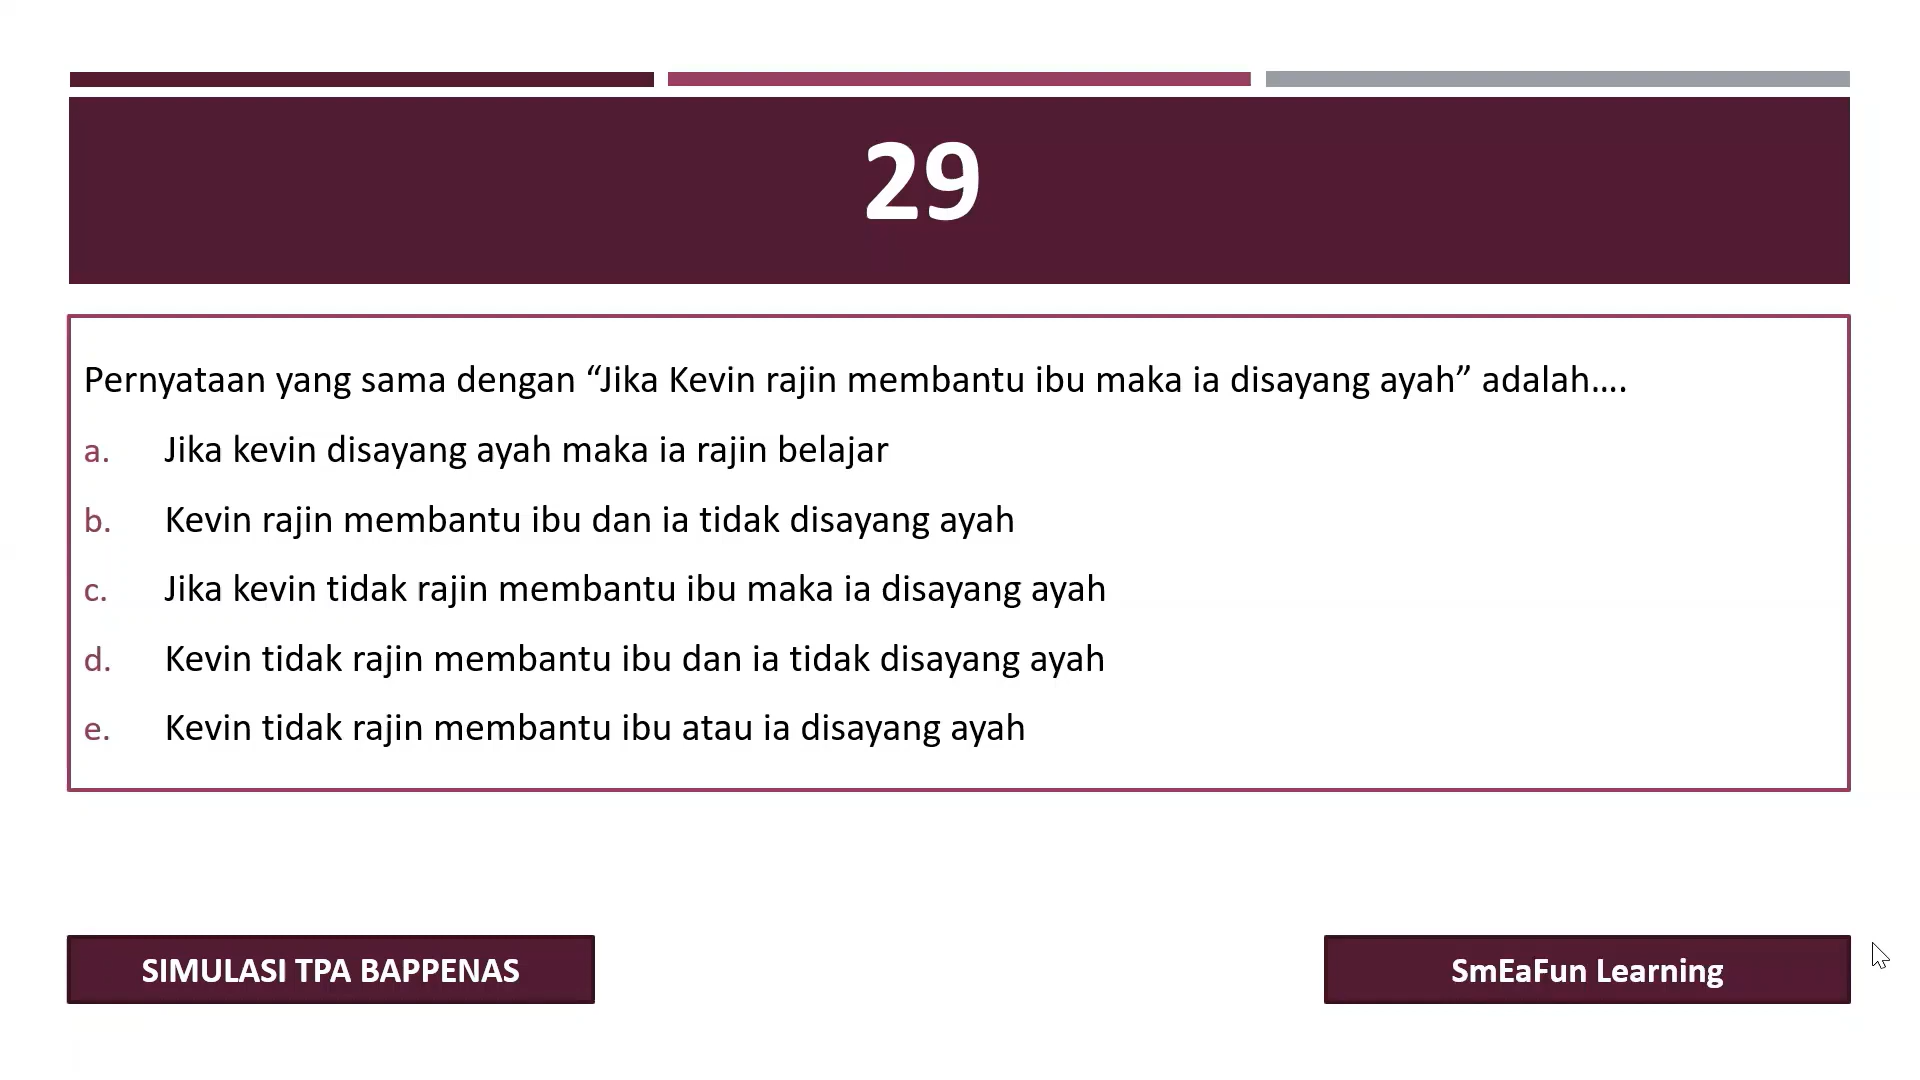 29
Pernyataan yang sama dengan “Jika Kevin rajin membantu ibu maka ia disayang ayah” adalah....
a. Jika kevin disayang ayah maka ia rajin belajar
b. Kevin rajin membantu ibu dan ia tidak disayang ayah
c. Jika kevin tidak rajin membantu ibu maka ia disayang ayah
d. Kevin tidak rajin membantu ibu dan ia tidak disayang ayah
e. Kevin tidak rajin membantu ibu atau ia disayang ayah
SIMULASI TPA BAPPENAS
SmEaFun Learning